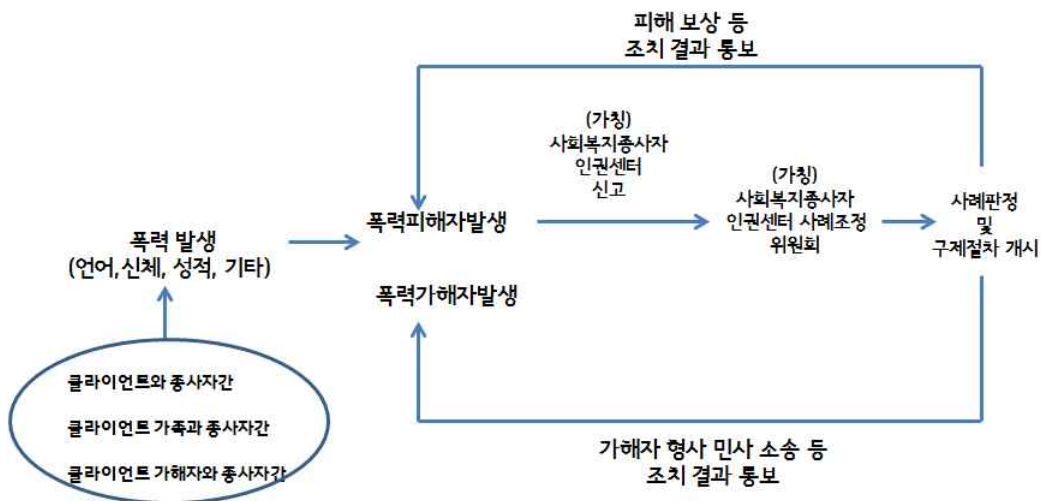 피해 보상 등
조치 결과 통보
(가칭)
사회복지종사자
인권센터
신고
(가칭)
사회복지종사자
인권센터 사례조정
위원회
사례판정
및
구제절차 개시
폭력피해자발생
폭력 발생
(언어,신체, 성적, 기타)
폭력가해자발생
클라이언트와 종사자간
클라이언트 가족과 종사자간
클라이언트 가해자와 종사자간
가해자 형사 민사 소송 등
조치 결과 통보